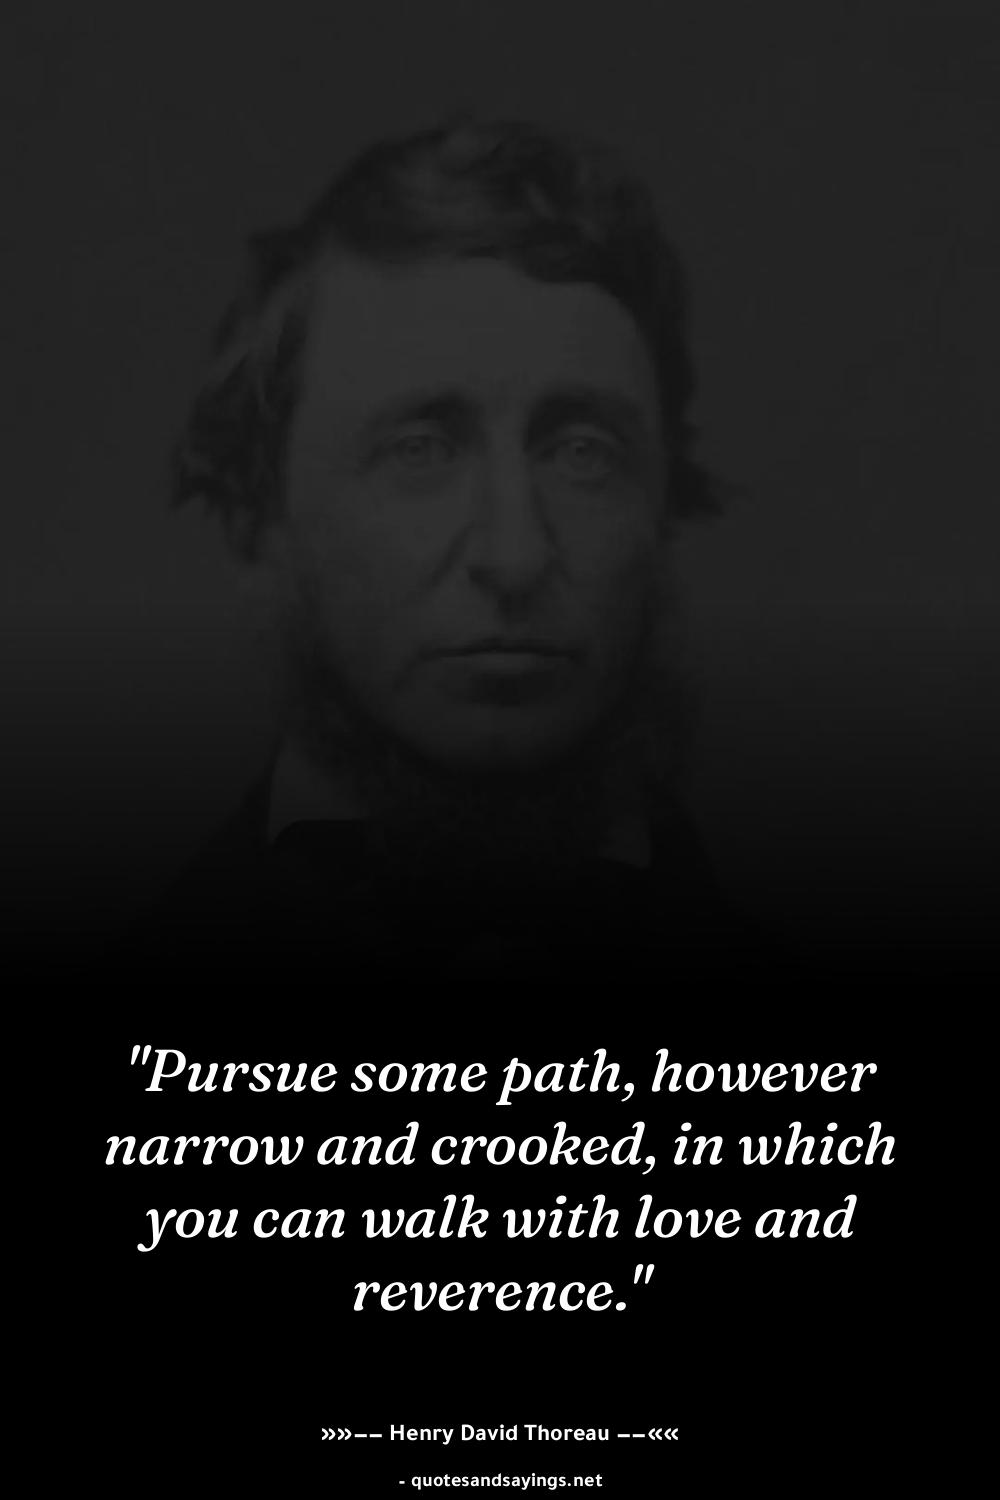 "Pursue some path, however
narrow and crooked, in which
you can walk with love and
reverence."
»»−− Henry David Thoreau −−««
- quotesandsayings.net